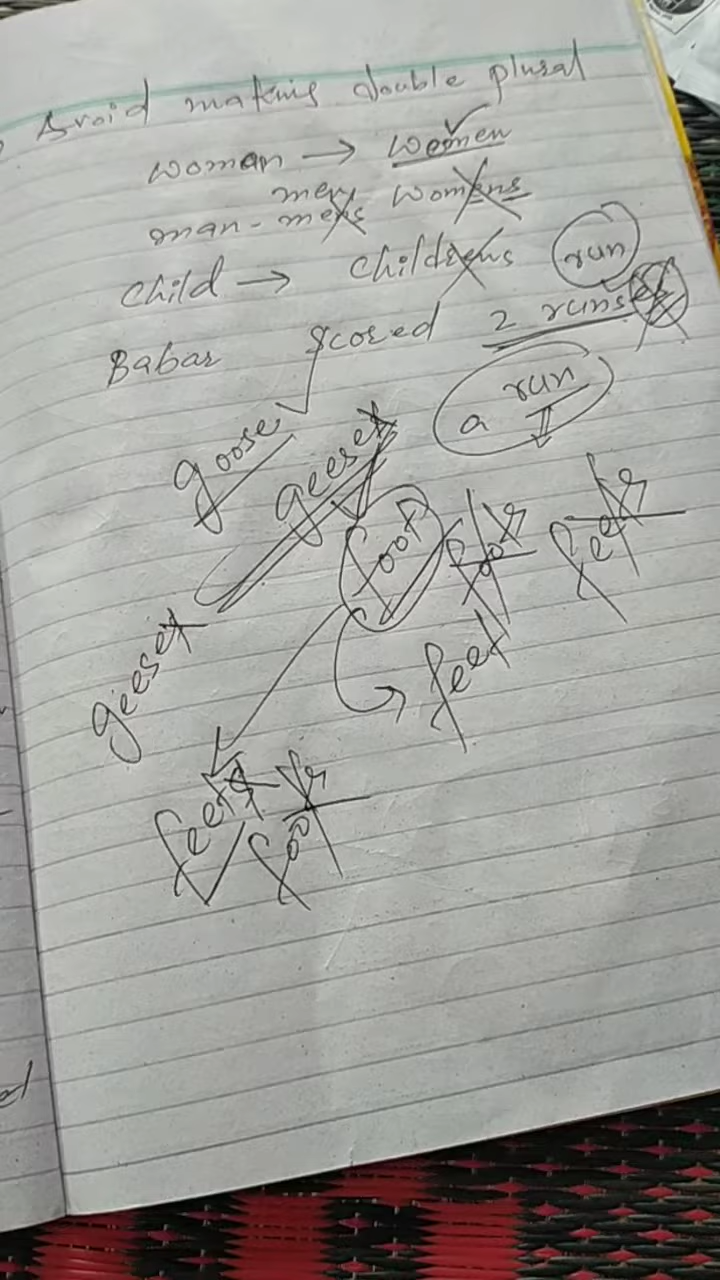 Avoid making double plural
woman → women
man - mens men womens
child → childrens run
Babar scored 2 runses
a run
goose geeses
foot foots feets
geeses feet
feets foots